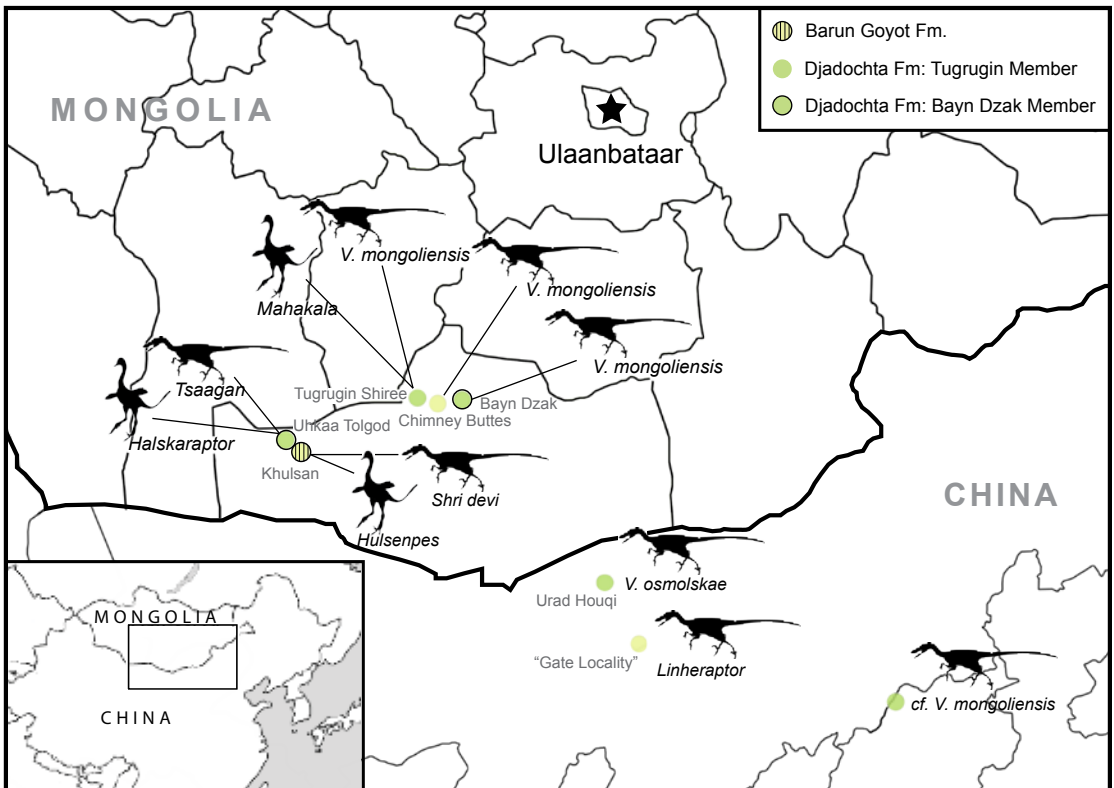 Barun Goyot Fm.
Djadochta Fm: Tugrugin Member
Djadochta Fm: Bayn Dzak Member
MONGOLIA
Ulaanbataar
V. mongoliensis
Mahakala
V. mongoliensis
V. mongoliensis
Tsaagan
Halskaraptor
Tugrugin Shiree
Chimney Buttes
Bayn Dzak
Uhkaa Tolgod
Khulsan
Shri devi
Hulsenpes
CHINA
V. osmolskae
Urad Houqi
“Gate Locality”
Linheraptor
cf. V. mongoliensis
MONGOLIA
CHINA